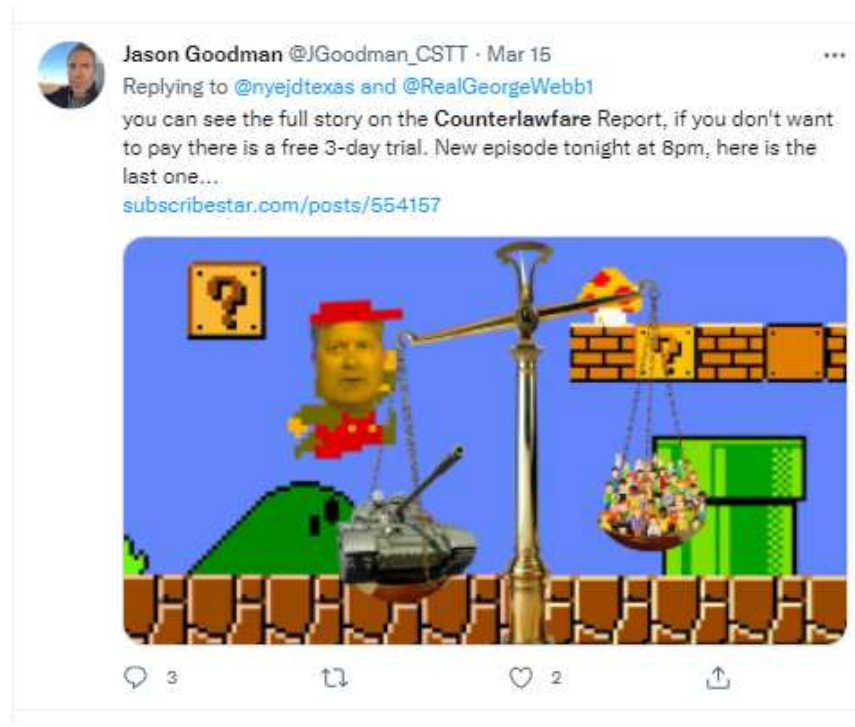 Jason Goodman @JGoodman_CSTT · Mar 15
Replying to @nyejdtexas and @RealGeorgeWebb1
you can see the full story on the Counterlawfare Report, if you don't want
to pay there is a free 3-day trial. New episode tonight at 8pm, here is the
last one...
subscribestar.com/posts/554157
?
?
3
2